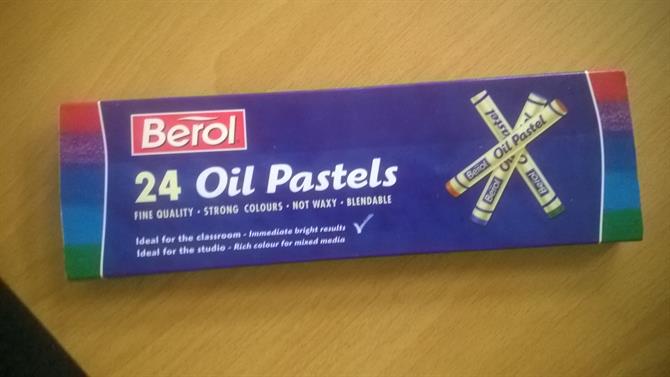 Berol
24 Oil Pastels
FINE QUALITY · STRONG COLOURS · NOT WAXY · BLENDABLE
Ideal for the classroom - Immediate bright results
Ideal for the studio - Rich colour for mixed media
Pastel
Berol Oil Pastel
Berol
Berol